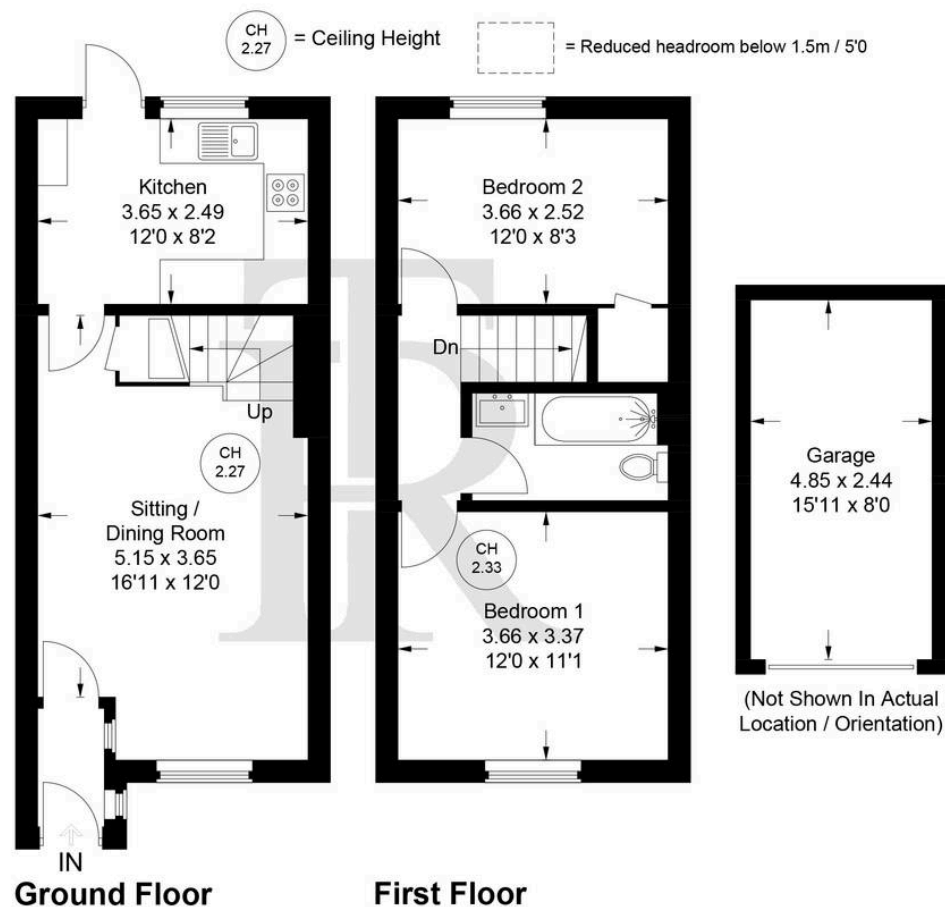 CH
2.27
= Ceiling Height
= Reduced headroom below 1.5m / 5'0
Kitchen
3.65 x 2.49
12'0 x 8'2
Up
CH
2.27
Sitting /
Dining Room
5.15 x 3.65
16'11 x 12'0
IN
Ground Floor
Bedroom 2
3.66 x 2.52
12'0 x 8'3
Dn
CH
2.33
Bedroom 1
3.66 x 3.37
12'0 x 11'1
First Floor
Garage
4.85 x 2.44
15'11 x 8'0
(Not Shown In Actual
Location / Orientation)
TR